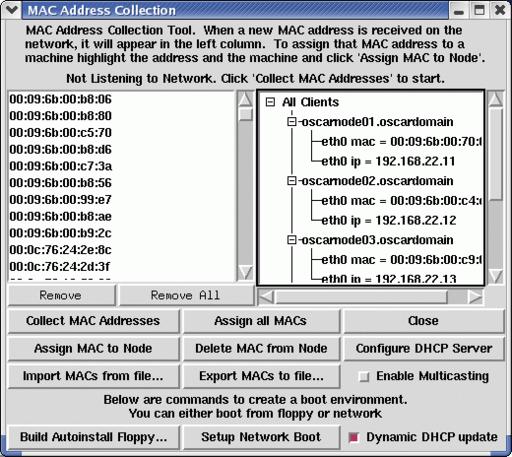 MAC Address Collection
MAC Address Collection Tool. When a new MAC address is received on the
network, it will appear in the left column. To assign that MAC address to a
machine highlight the address and the machine and click 'Assign MAC to Node'.
Not Listening to Network. Click 'Collect MAC Addresses' to start.
00:09:6b:00:b8:06
00:09:6b:00:b8:80
00:09:6b:00:c5:70
00:09:6b:00:b8:d6
00:09:6b:00:c7:3a
00:09:6b:00:b8:56
00:09:6b:00:99:e7
00:09:6b:00:b8:ae
00:09:6b:00:b9:2c
00:0c:76:24:2e:8c
00:0c:76:24:2d:3f
All Clients
oscarnode01.oscardomain
eth0 mac = 00:09:6b:00:70:
eth0 ip = 192.168.22.11
oscarnode02.oscardomain
eth0 mac = 00:09:6b:00:c4:
eth0 ip = 192.168.22.12
oscarnode03.oscardomain
eth0 mac = 00:09:6b:00:c9:
eth0 ip = 192.168.22.13
Remove
Remove All
Collect MAC Addresses
Assign all MACs
Close
Assign MAC to Node
Delete MAC from Node
Configure DHCP Server
Import MACs from file...
Export MACs to file...
Enable Multicasting
Below are commands to create a boot environment.
You can either boot from floppy or network
Build Autoinstall Floppy...
Setup Network Boot
Dynamic DHCP update